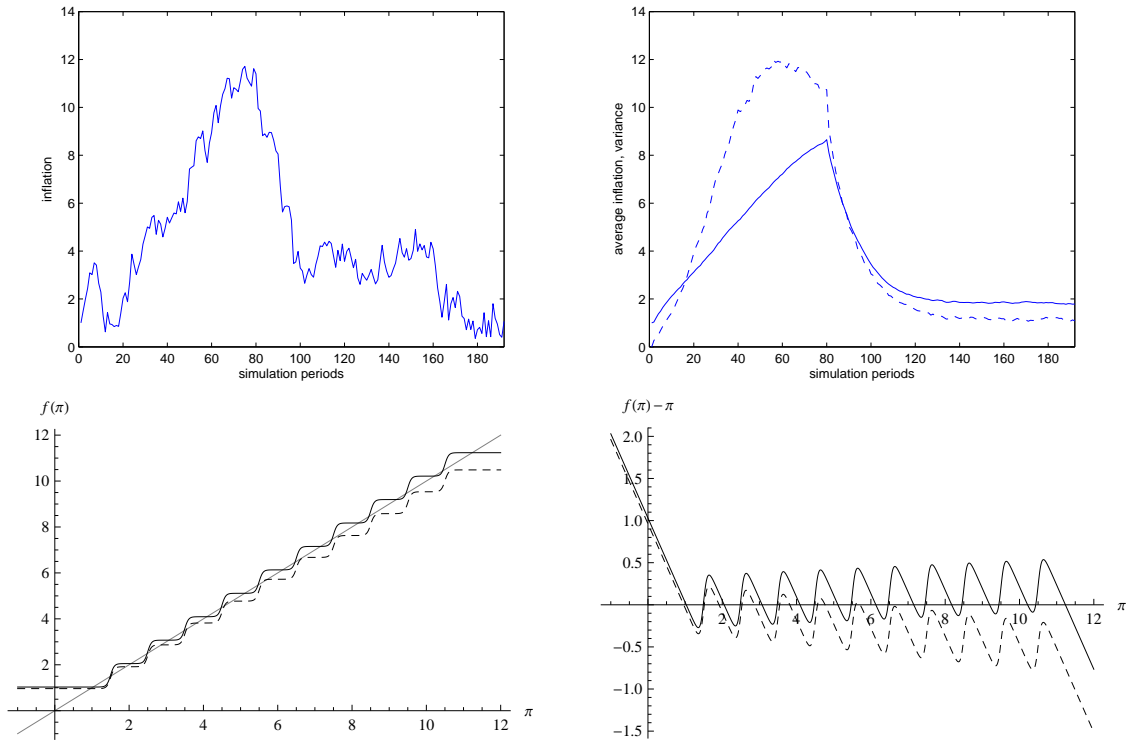 14
12
10
8
6
4
2
0
0 20 40 60 80 100 120 140 160 180
inflation
simulation periods
14
12
10
8
6
4
2
0
0 20 40 60 80 100 120 140 160 180
average inflation, variance
simulation periods
f(π)
12
10
8
6
4
2
2 4 6 8 10 12 π
f(π)−π
2.0
1.5
1.0
0.5
−0.5
−1.0
−1.5
2 4 6 8 10 12 π